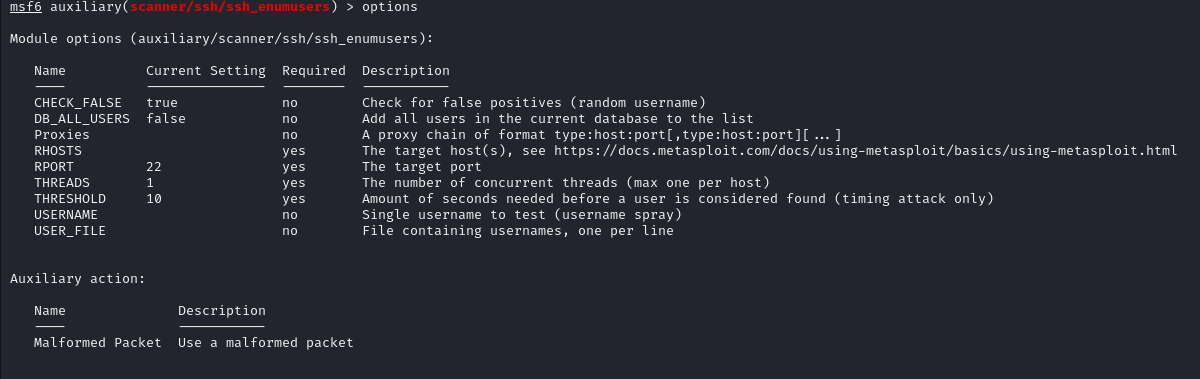 msf6 auxiliary(scanner/ssh/ssh_enumusers) > options
Module options (auxiliary/scanner/ssh/ssh_enumusers):
Name Current Setting Required Description
---- --------------- -------- -----------
CHECK_FALSE true no Check for false positives (random username)
DB_ALL_USERS false no Add all users in the current database to the list
Proxies no A proxy chain of format type:host:port[,type:host:port][...]
RHOSTS yes The target host(s), see https://docs.metasploit.com/docs/using-metasploit/basics/using-metasploit.html
RPORT 22 yes The target port
THREADS 1 yes The number of concurrent threads (max one per host)
THRESHOLD 10 yes Amount of seconds needed before a user is considered found (timing attack only)
USERNAME no Single username to test (username spray)
USER_FILE no File containing usernames, one per line
Auxiliary action:
Name Description
---- -----------
Malformed Packet Use a malformed packet